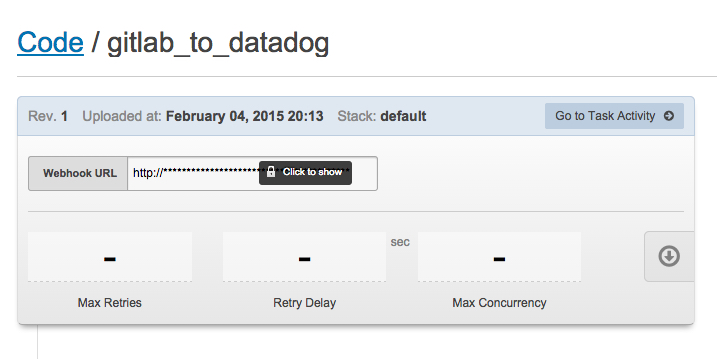 Code / gitlab_to_datadog
Rev. 1 Uploaded at: February 04, 2015 20:13 Stack: default Go to Task Activity
Webhook URL http://************************ Click to show
- - sec -
Max Retries Retry Delay Max Concurrency